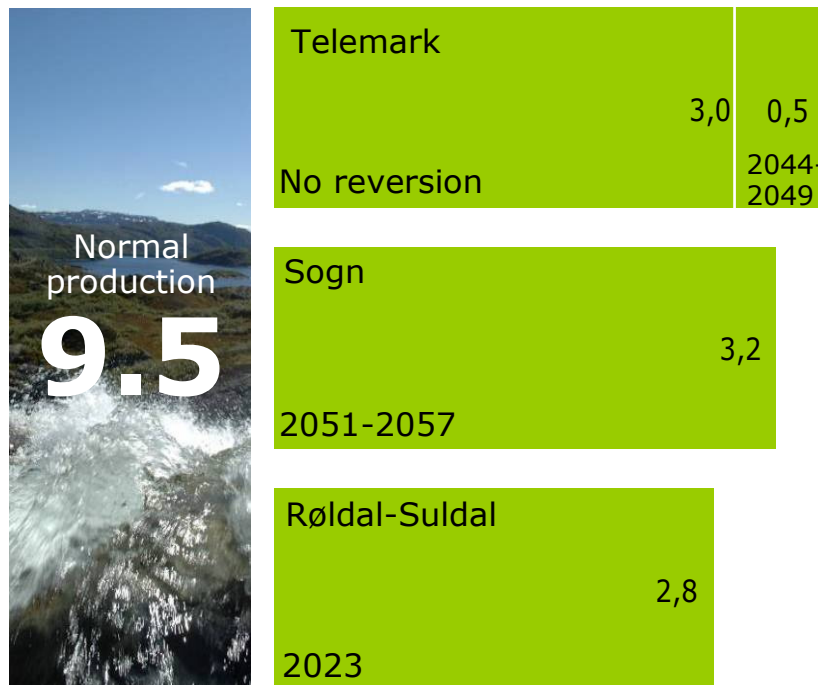 Normal
production
9.5
Telemark
3,0
0,5
No reversion
2044-
2049
Sogn
3,2
2051-2057
Røldal-Suldal
2,8
2023